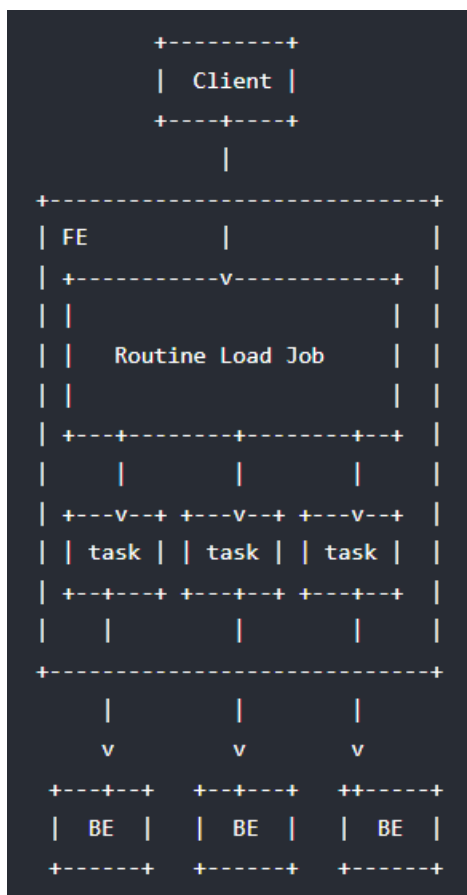 +---------+
|  Client |
+----+----+
|
+-----------------------------+
| FE          |               |
| +-----------v------------+  |
| |                        |  |
| |   Routine Load Job     |  |
| |                        |  |
| +---+--------+--------+--+  |
|     |        |        |     |
| +---v--+ +---v--+ +---v--+  |
| | task | | task | | task |  |
| +--+---+ +---+--+ +---+--+  |
|    |         |        |     |
+-----------------------------+
|         |        |
v         v        v
+---+--+   +--+---+   ++-----+
|  BE  |   |  BE  |   |  BE  |
+------+   +------+   +------+